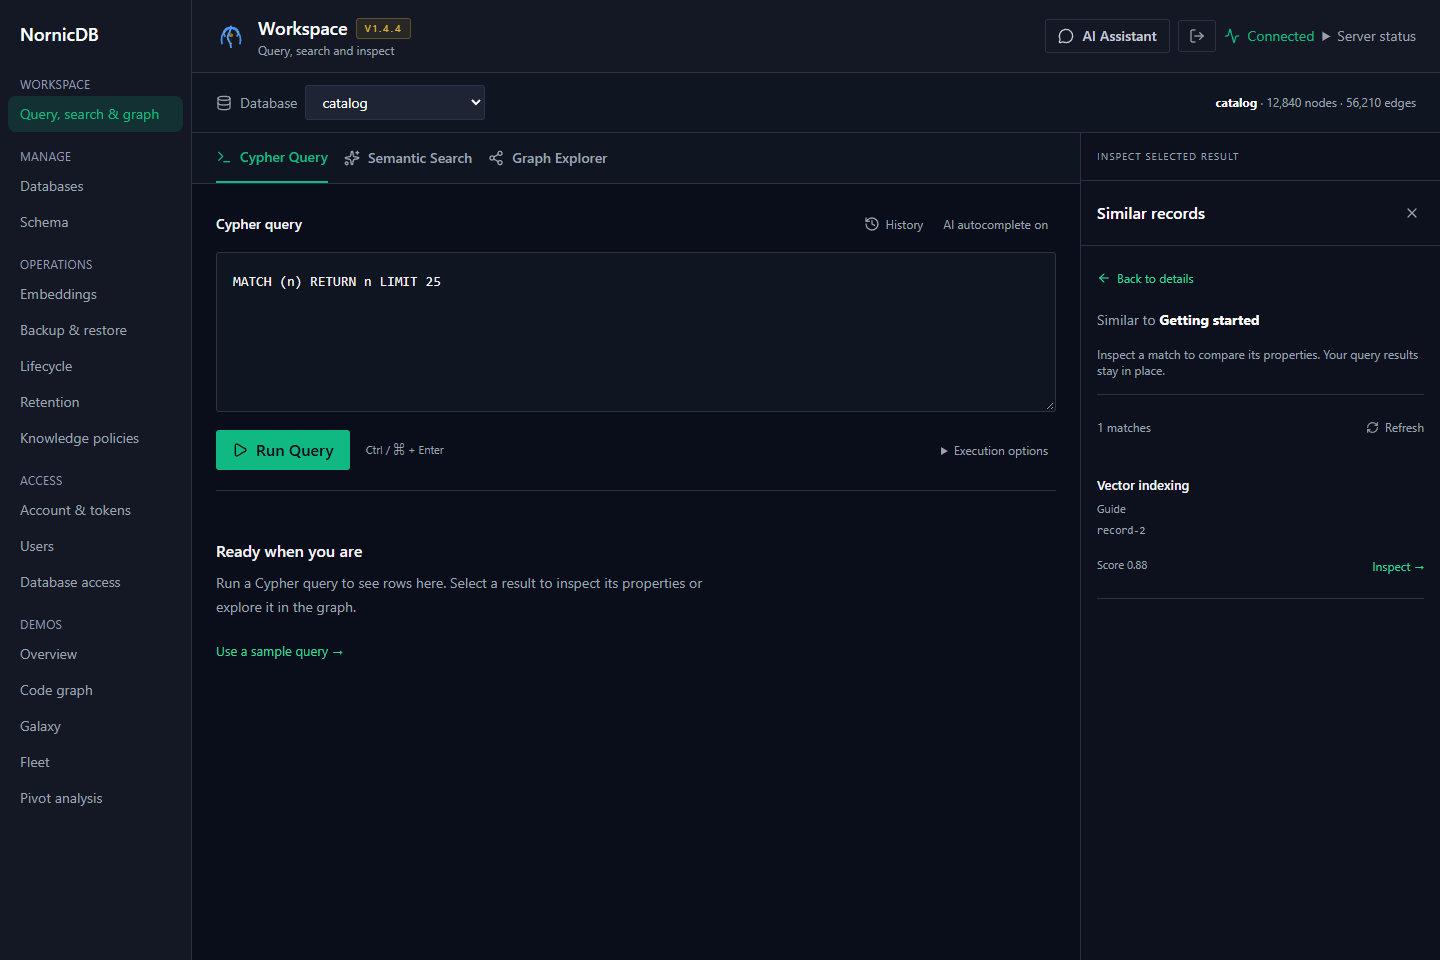 NornicDB
WORKSPACE
Query, search & graph
MANAGE
Databases
Schema
OPERATIONS
Embeddings
Backup & restore
Lifecycle
Retention
Knowledge policies
ACCESS
Account & tokens
Users
Database access
DEMOS
Overview
Code graph
Galaxy
Fleet
Pivot analysis
Workspace V1.4.4
Query, search and inspect
AI Assistant
Connected ▶ Server status
Database catalog
catalog · 12,840 nodes · 56,210 edges
Cypher Query Semantic Search Graph Explorer
Cypher query
History AI autocomplete on
MATCH (n) RETURN n LIMIT 25
Run Query Ctrl / ⌘ + Enter
▶ Execution options
Ready when you are
Run a Cypher query to see rows here. Select a result to inspect its properties or
explore it in the graph.
Use a sample query →
INSPECT SELECTED RESULT
Similar records
← Back to details
Similar to Getting started
Inspect a match to compare its properties. Your query results
stay in place.
1 matches Refresh
Vector indexing
Guide
record-2
Score 0.88 Inspect →